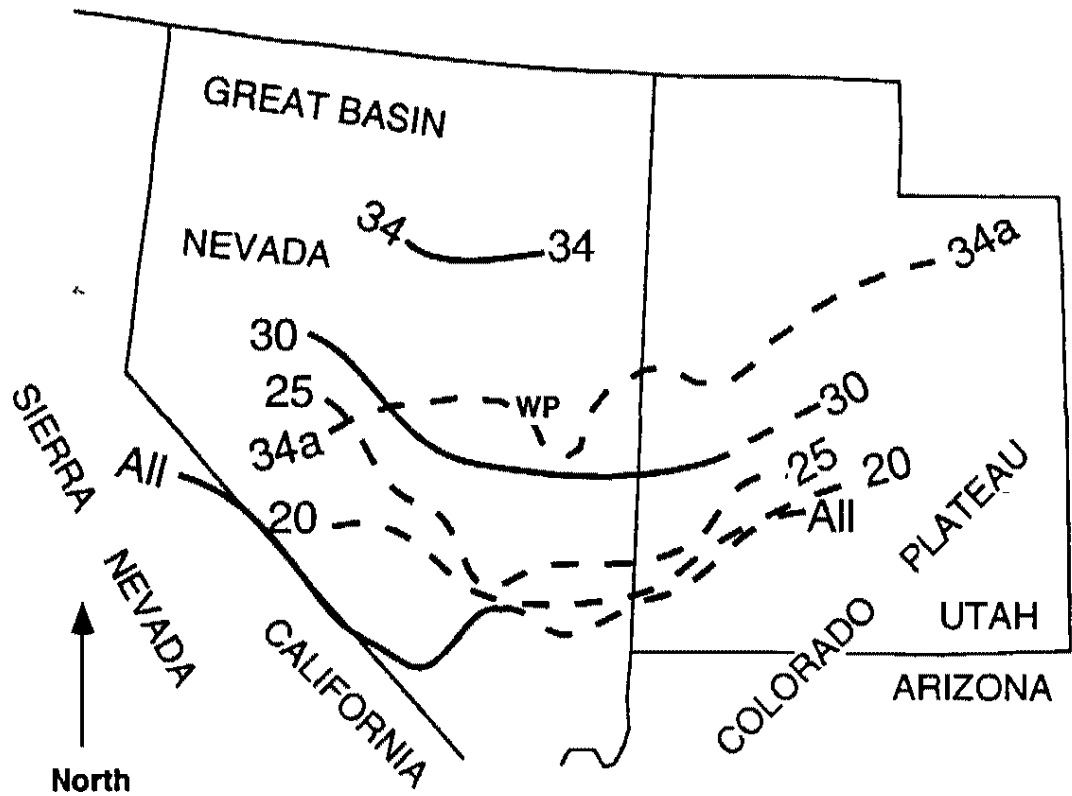 GREAT BASIN
NEVADA
34
34
34a
30
25
WP
30
34a
25
20
All
20
All
SIERRA
NEVADA
PLATEAU
COLORADO
UTAH
CALIFORNIA
ARIZONA
North